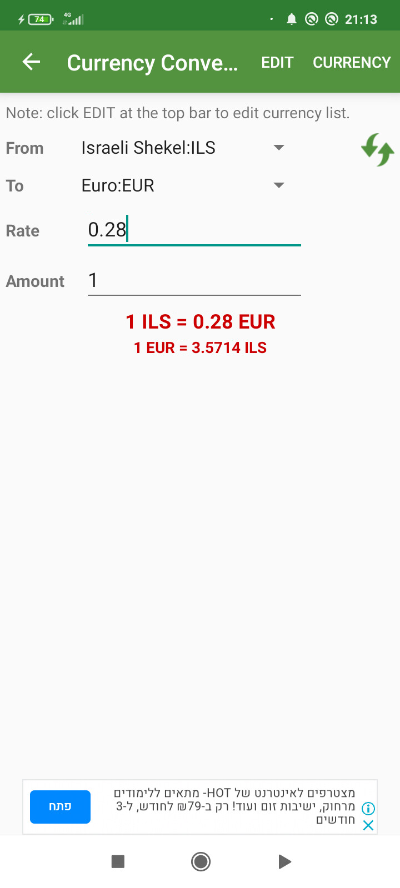 74
4G
21:13
Currency Conve...
EDIT
CURRENCY
Note: click EDIT at the top bar to edit currency list.
From
Israeli Shekel:ILS
To
Euro:EUR
Rate
0.28
Amount
1
1 ILS = 0.28 EUR
1 EUR = 3.5714 ILS
מצטרפים לאינטרנט של HOT- מתאים ללימודים
מרחוק, ישיבות זום ועוד! רק ב-79₪ לחודש, ל-3
חודשים
פתח